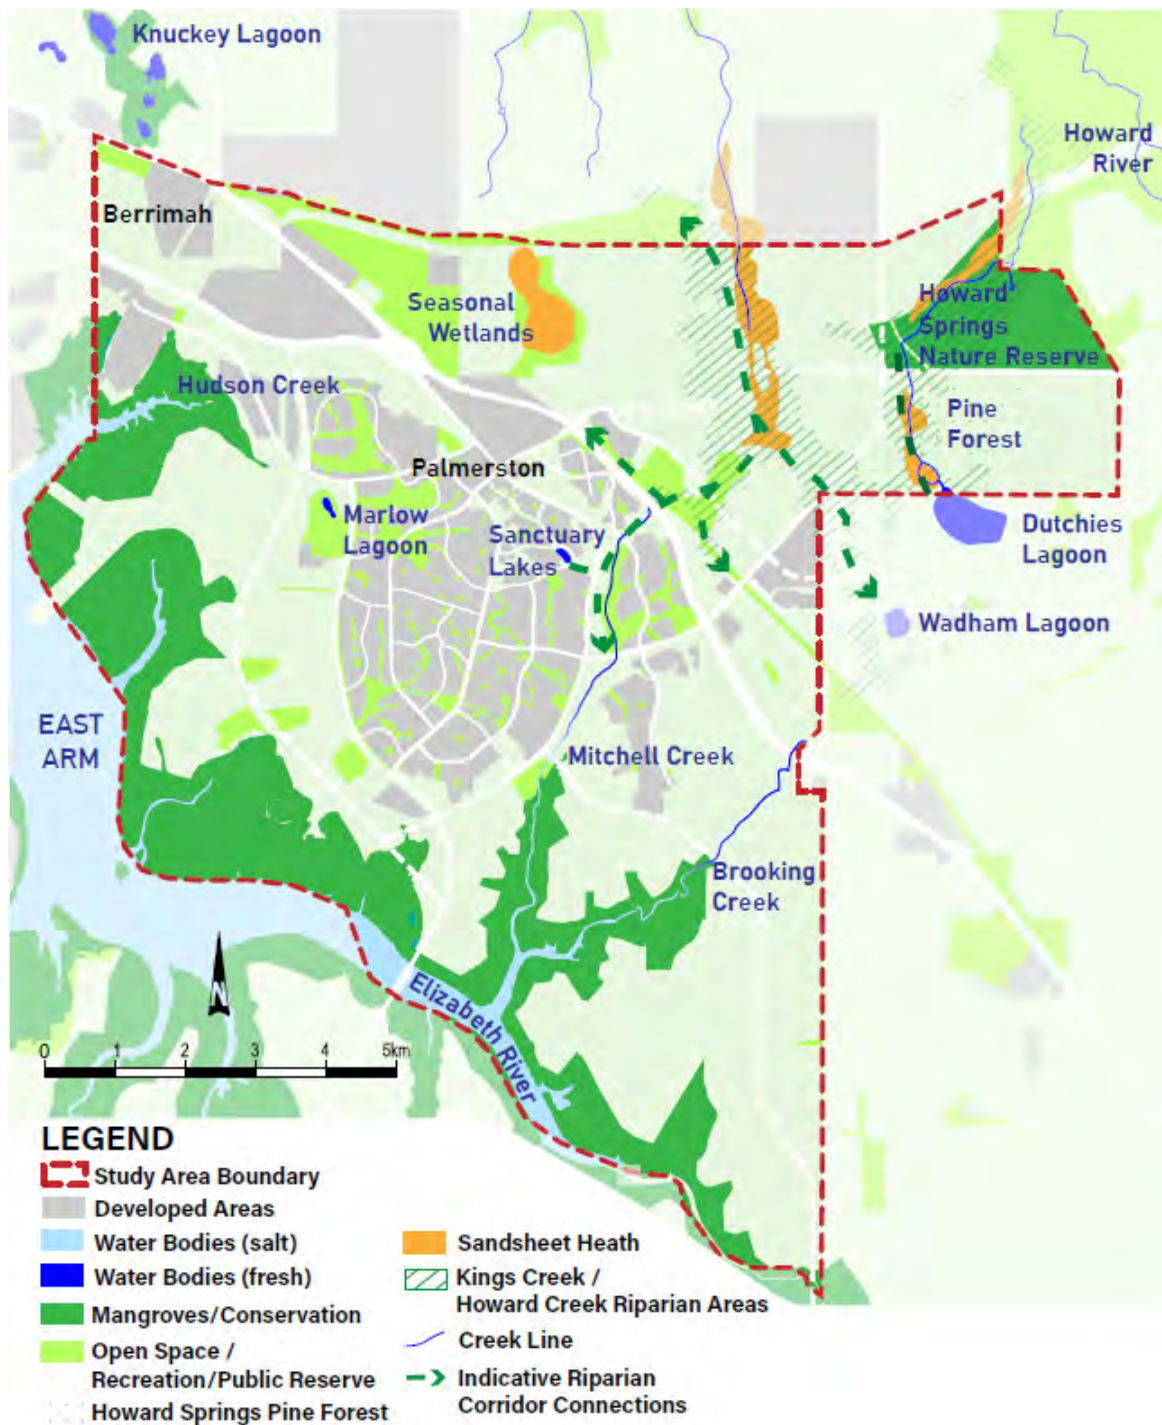 Knuckey Lagoon
Howard
River
Berrimah
Seasonal
Wetlands
Howard
Springs
Nature Reserve
Hudson Creek
Pine
Forest
Palmerston
Marlow
Lagoon
Sanctuary
Lakes
Dutchies
Lagoon
Wadham Lagoon
EAST
ARM
Mitchell Creek
Brooking
Creek
Elizabeth River
N
0 1 2 3 4 5km
LEGEND
Study Area Boundary
Developed Areas
Water Bodies (salt)
Water Bodies (fresh)
Mangroves/Conservation
Open Space /
Recreation/Public Reserve
Howard Springs Pine Forest
Sandsheet Heath
Kings Creek /
Howard Creek Riparian Areas
Creek Line
Indicative Riparian
Corridor Connections